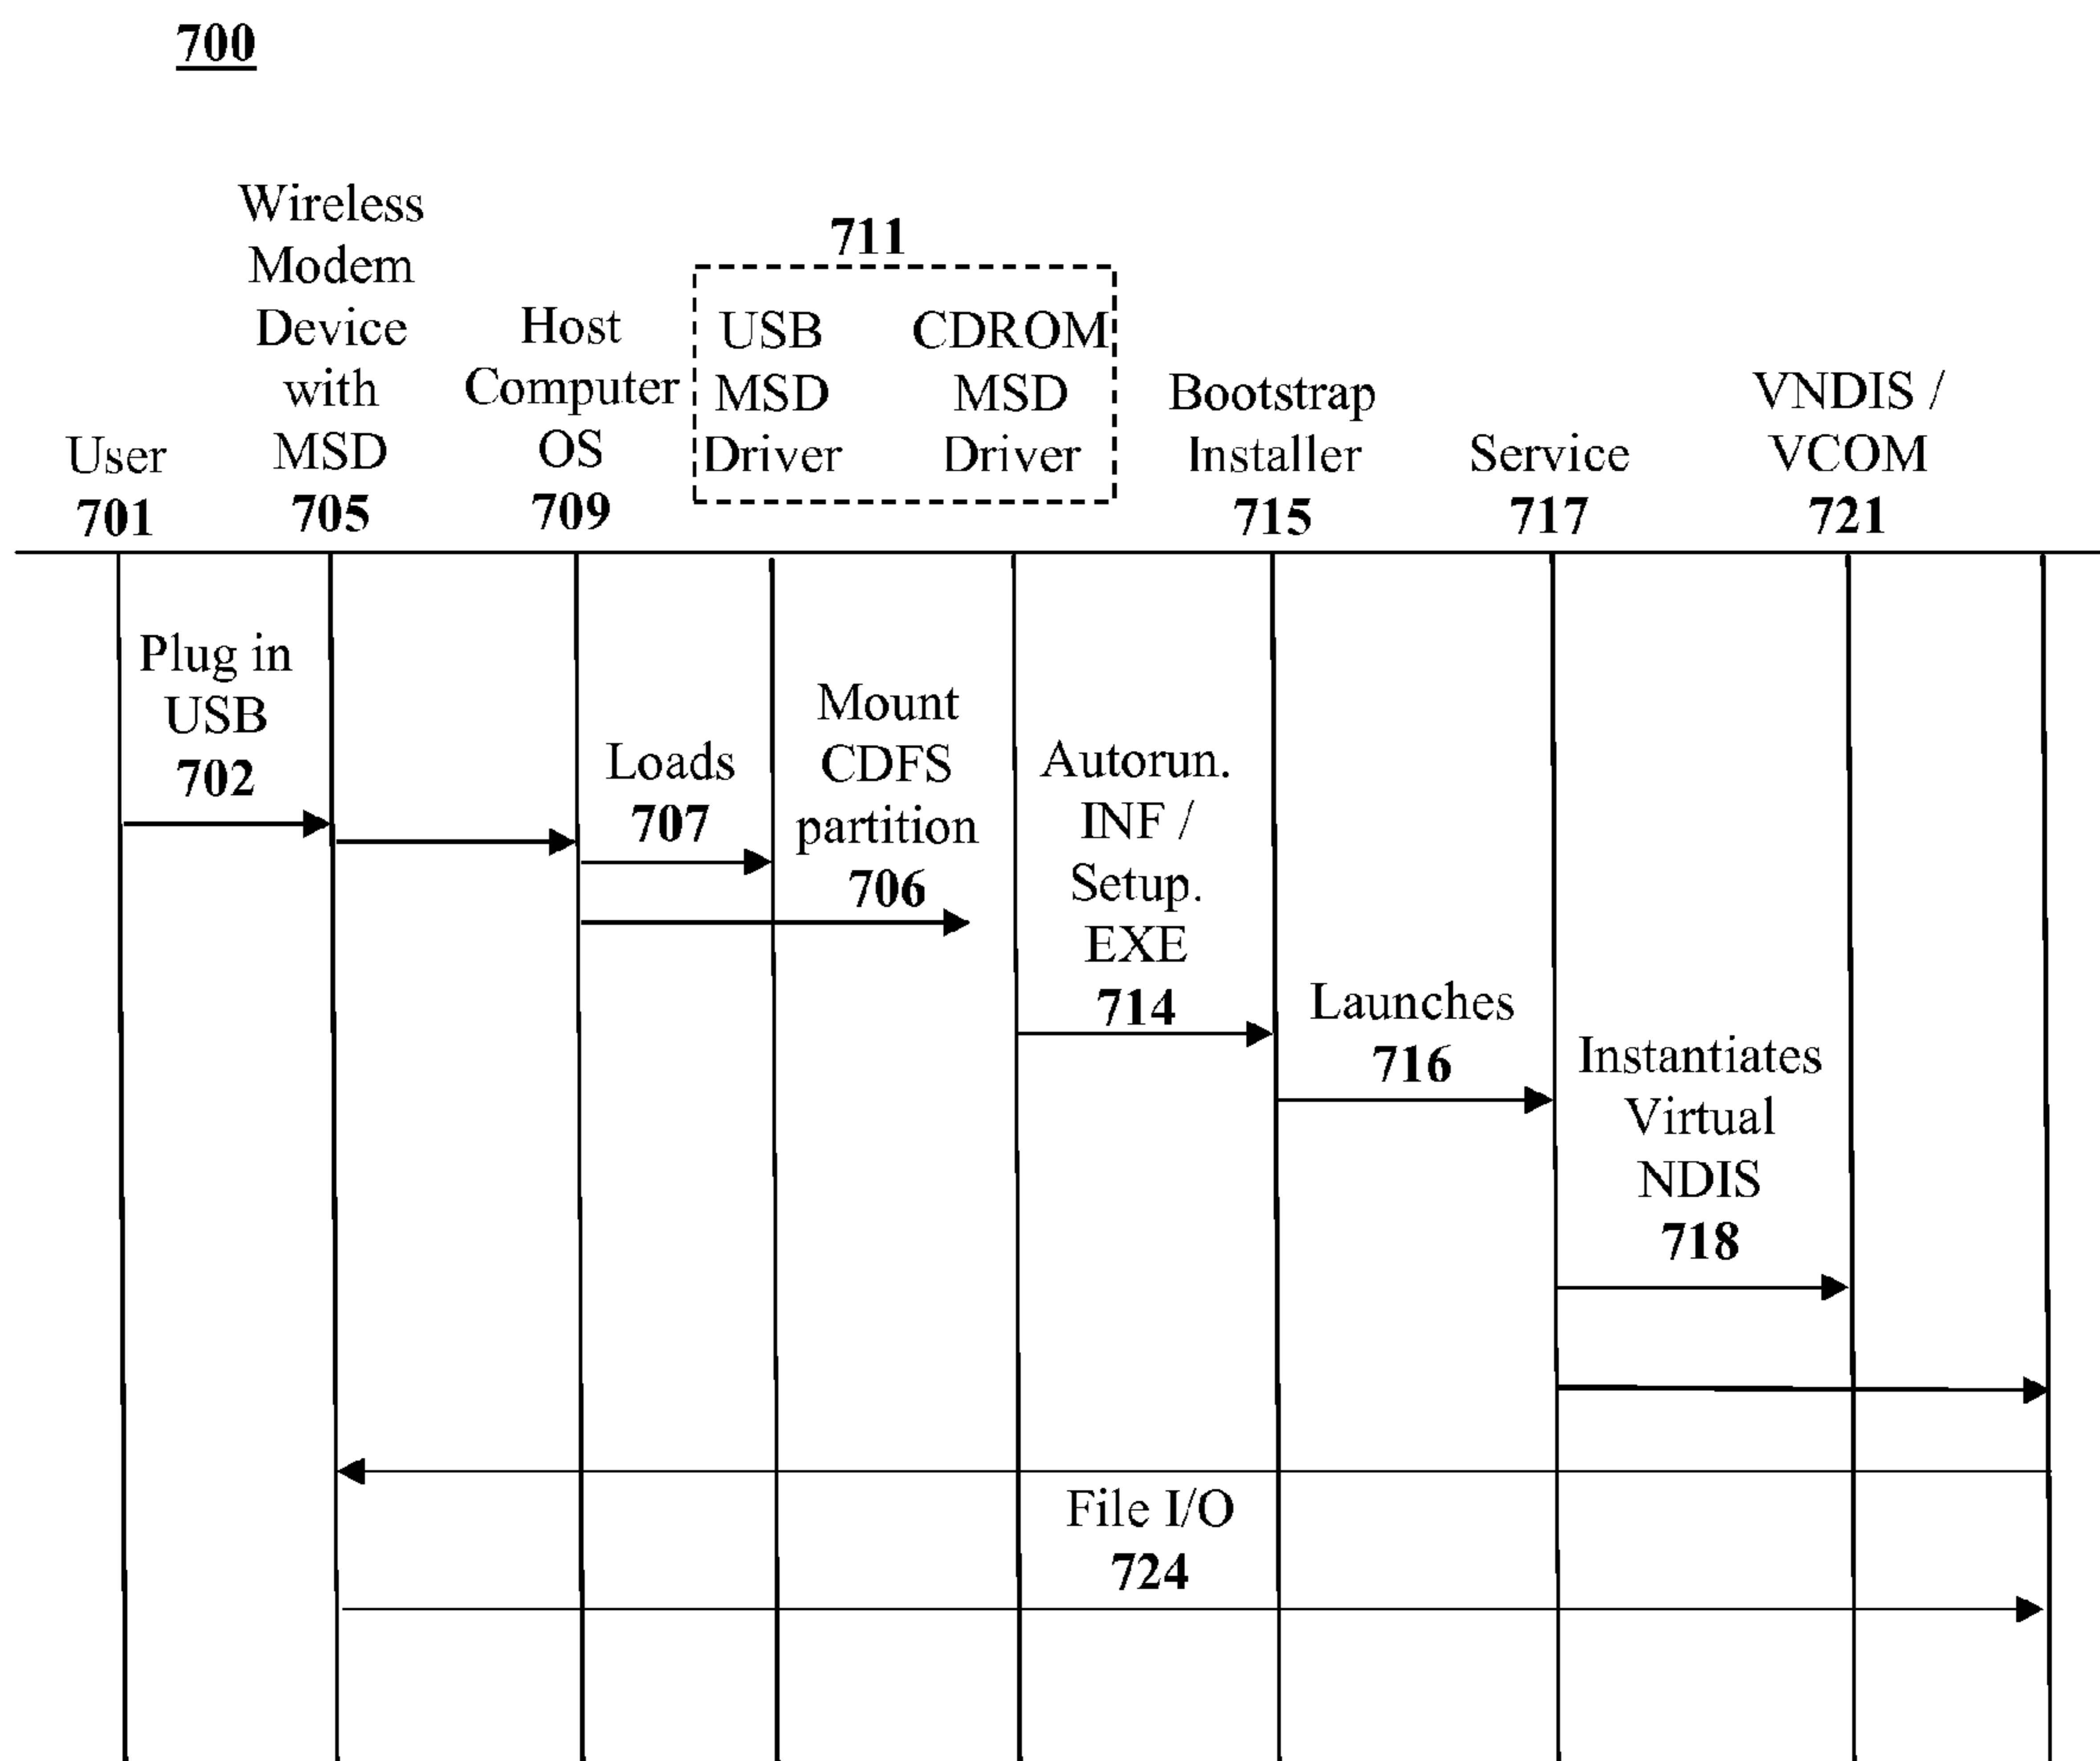 700
Wireless
Modem
Device
with
MSD
705
711
Host
Computer
OS
709
USB
MSD
Driver
CDROM
MSD
Driver
User
701
Bootstrap
Installer
715
Service
717
VNDIS /
VCOM
721
Plug in
USB
702
Loads
707
Mount
CDFS
partition
706
Autorun.
INF /
Setup.
EXE
714
Launches
716
Instantiates
Virtual
NDIS
718
File I/O
724